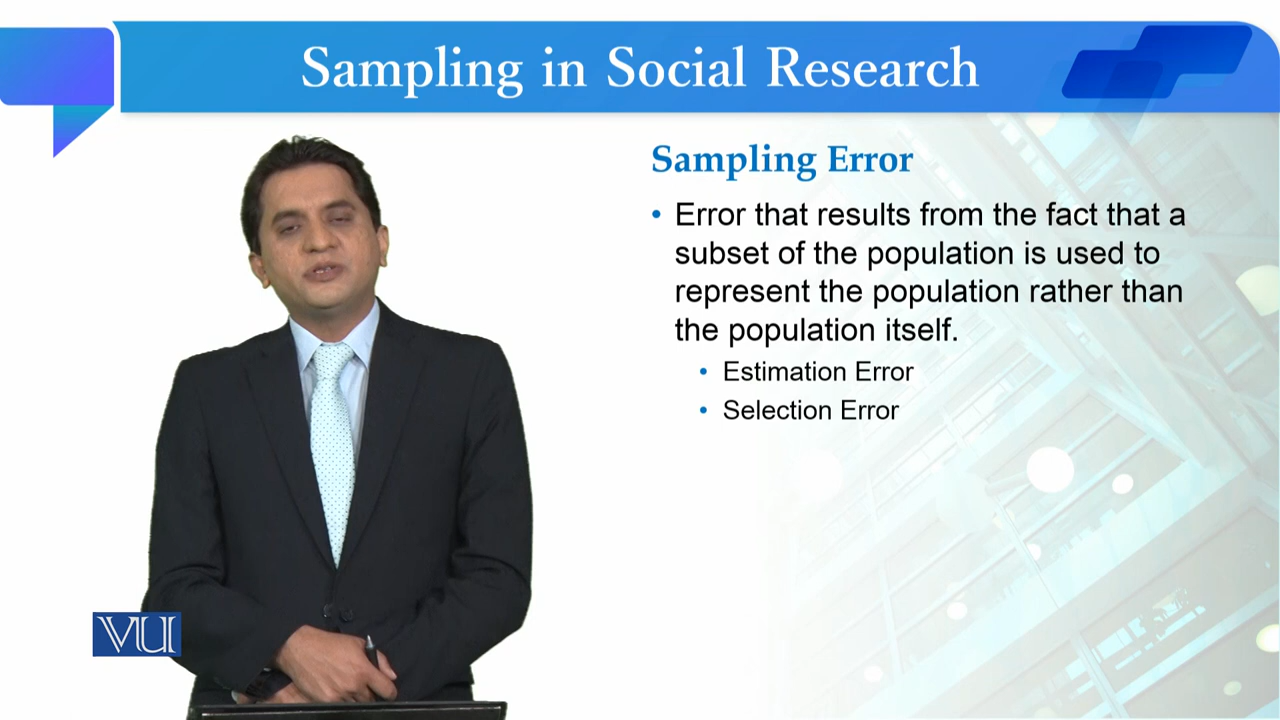 Sampling in Social Research
Sampling Error
• Error that results from the fact that a
subset of the population is used to
represent the population rather than
the population itself.
• Estimation Error
• Selection Error
VU